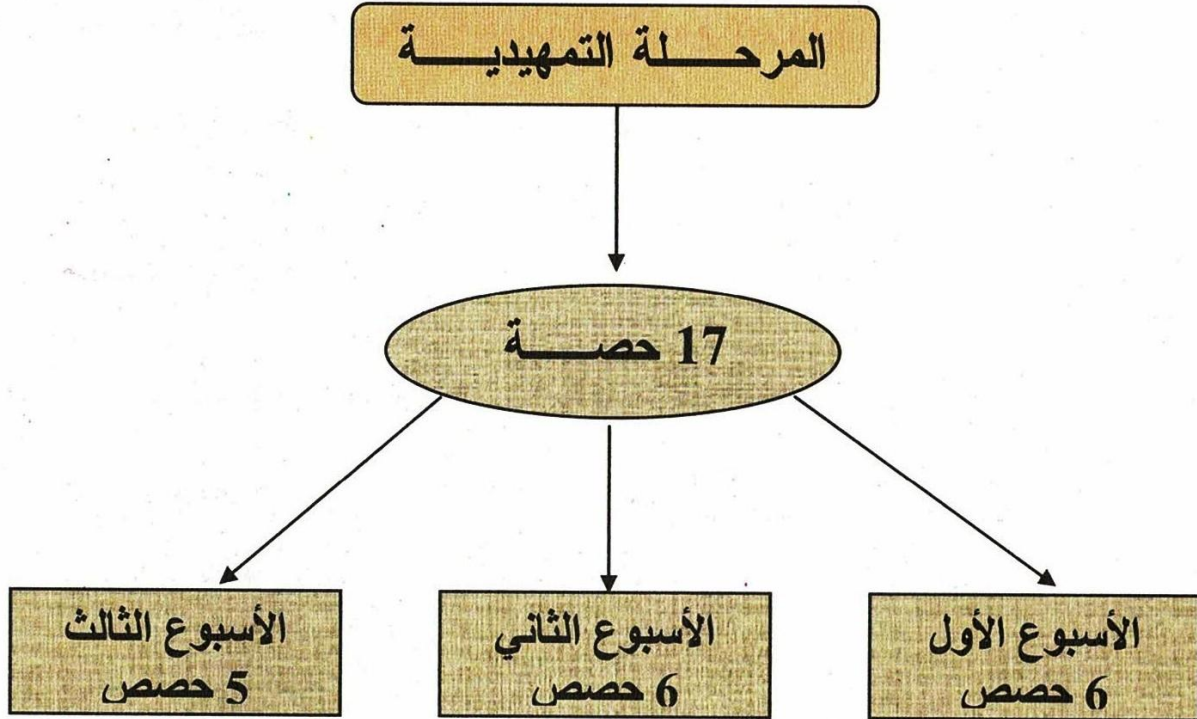 المرحلة التمهيدية
17 حصة
الأسبوع الأول
6 حصص
الأسبوع الثاني
6 حصص
الأسبوع الثالث
5 حصص